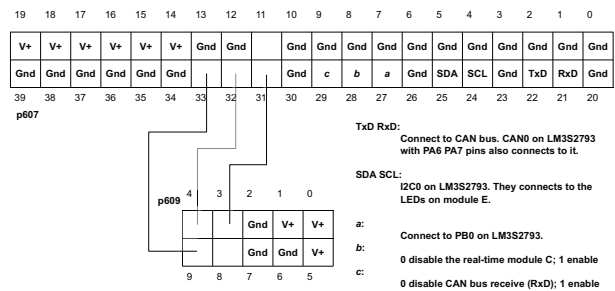 19 18 17 16 15 14 13 12 11 10 9 8 7 6 5 4 3 2 1 0
V+ V+ V+ V+ V+ V+ Gnd Gnd Gnd Gnd Gnd Gnd Gnd Gnd Gnd Gnd Gnd Gnd Gnd
Gnd Gnd Gnd Gnd Gnd Gnd Gnd c b a Gnd SDA SCL Gnd TxD RxD Gnd
39 38 37 36 35 34 33 32 31 30 29 28 27 26 25 24 23 22 21 20
p607
TxD RxD:
Connect to CAN bus. CAN0 on LM3S2793
with PA6 PA7 pins also connects to it.
SDA SCL:
I2C0 on LM3S2793. They connects to the
LEDs on module E.
a:
Connect to PB0 on LM3S2793.
b:
0 disable the real-time module C; 1 enable
c:
0 disable CAN bus receive (RxD); 1 enable
p609
4 3 2 1 0
Gnd V+ V+
Gnd Gnd V+
9 8 7 6 5